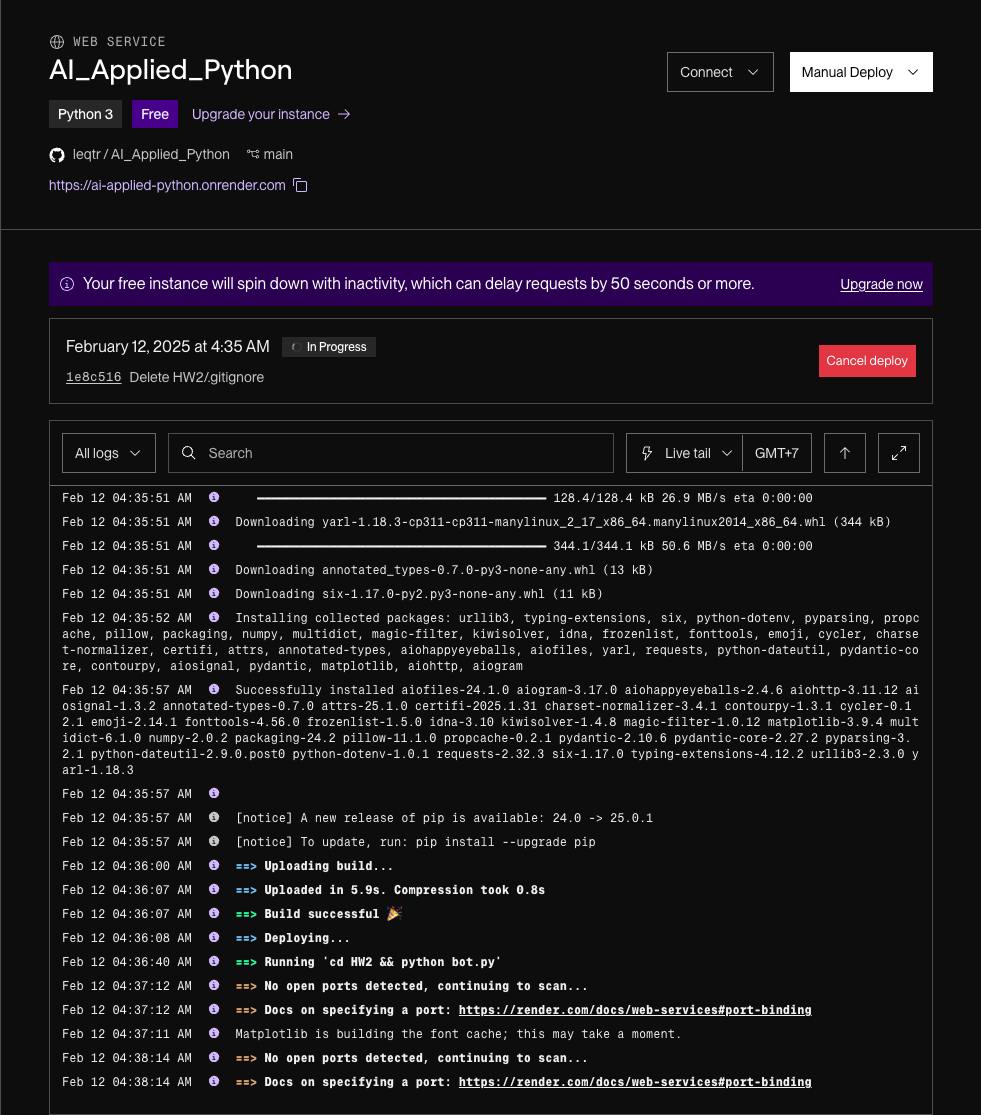 WEB SERVICE
AI_Applied_Python
Connect
Manual Deploy
Python 3
Free
Upgrade your instance →
leqtr / AI_Applied_Python
main
https://ai-applied-python.onrender.com
Your free instance will spin down with inactivity, which can delay requests by 50 seconds or more.
Upgrade now
February 12, 2025 at 4:35 AM
In Progress
1e8c516 Delete HW2/.gitignore
Cancel deploy
All logs
Search
Live tail
GMT+7
Feb 12 04:35:51 AM ━━━━━━━━━━━━━━━━━━━━━━━━━━━━━━━━━━━━━━━━ 128.4/128.4 kB 26.9 MB/s eta 0:00:00
Feb 12 04:35:51 AM Downloading yarl-1.18.3-cp311-cp311-manylinux_2_17_x86_64.manylinux2014_x86_64.whl (344 kB)
Feb 12 04:35:51 AM ━━━━━━━━━━━━━━━━━━━━━━━━━━━━━━━━━━━━━━━━ 344.1/344.1 kB 50.6 MB/s eta 0:00:00
Feb 12 04:35:51 AM Downloading annotated_types-0.7.0-py3-none-any.whl (13 kB)
Feb 12 04:35:51 AM Downloading six-1.17.0-py2.py3-none-any.whl (11 kB)
Feb 12 04:35:52 AM Installing collected packages: urllib3, typing-extensions, six, python-dotenv, pyparsing, propc
ache, pillow, packaging, numpy, multidict, magic-filter, kiwisolver, idna, frozenlist, fonttools, emoji, cycler, charse
t-normalizer, certifi, attrs, annotated-types, aiohappyeyeballs, aiofiles, yarl, requests, python-dateutil, pydantic-co
re, contourpy, aiosignal, pydantic, matplotlib, aiohttp, aiogram
Feb 12 04:35:57 AM Successfully installed aiofiles-24.1.0 aiogram-3.17.0 aiohappyeyeballs-2.4.6 aiohttp-3.11.12 ai
osignal-1.3.2 annotated-types-0.7.0 attrs-25.1.0 certifi-2025.1.31 charset-normalizer-3.4.1 contourpy-1.3.1 cycler-0.1
2.1 emoji-2.14.1 fonttools-4.56.0 frozenlist-1.5.0 idna-3.10 kiwisolver-1.4.8 magic-filter-1.0.12 matplotlib-3.9.4 mult
idict-6.1.0 numpy-2.0.2 packaging-24.2 pillow-11.1.0 propcache-0.2.1 pydantic-2.10.6 pydantic-core-2.27.2 pyparsing-3.
2.1 python-dateutil-2.9.0.post0 python-dotenv-1.0.1 requests-2.32.3 six-1.17.0 typing-extensions-4.12.2 urllib3-2.3.0 y
arl-1.18.3
Feb 12 04:35:57 AM
Feb 12 04:35:57 AM [notice] A new release of pip is available: 24.0 -> 25.0.1
Feb 12 04:35:57 AM [notice] To update, run: pip install --upgrade pip
Feb 12 04:36:00 AM ==> Uploading build...
Feb 12 04:36:07 AM ==> Uploaded in 5.9s. Compression took 0.8s
Feb 12 04:36:07 AM ==> Build successful 🎉
Feb 12 04:36:08 AM ==> Deploying...
Feb 12 04:36:40 AM ==> Running 'cd HW2 && python bot.py'
Feb 12 04:37:12 AM ==> No open ports detected, continuing to scan...
Feb 12 04:37:12 AM ==> Docs on specifying a port: https://render.com/docs/web-services#port-binding
Feb 12 04:37:11 AM Matplotlib is building the font cache; this may take a moment.
Feb 12 04:38:14 AM ==> No open ports detected, continuing to scan...
Feb 12 04:38:14 AM ==> Docs on specifying a port: https://render.com/docs/web-services#port-binding